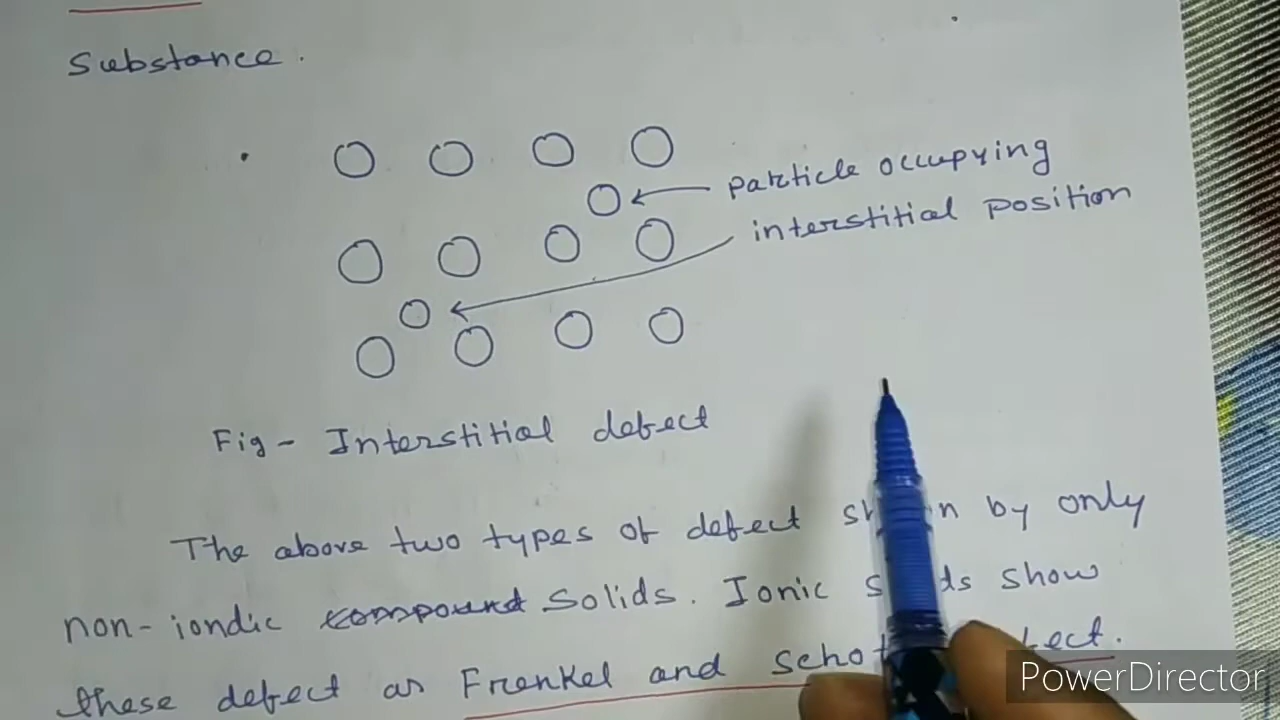 Substance.
particle occupying
interstitial position
Fig - Interstitial defect
The above two types of defect by only
non-iondic compound solids. Ionic show
these defect as Frenkel and
PowerDirector